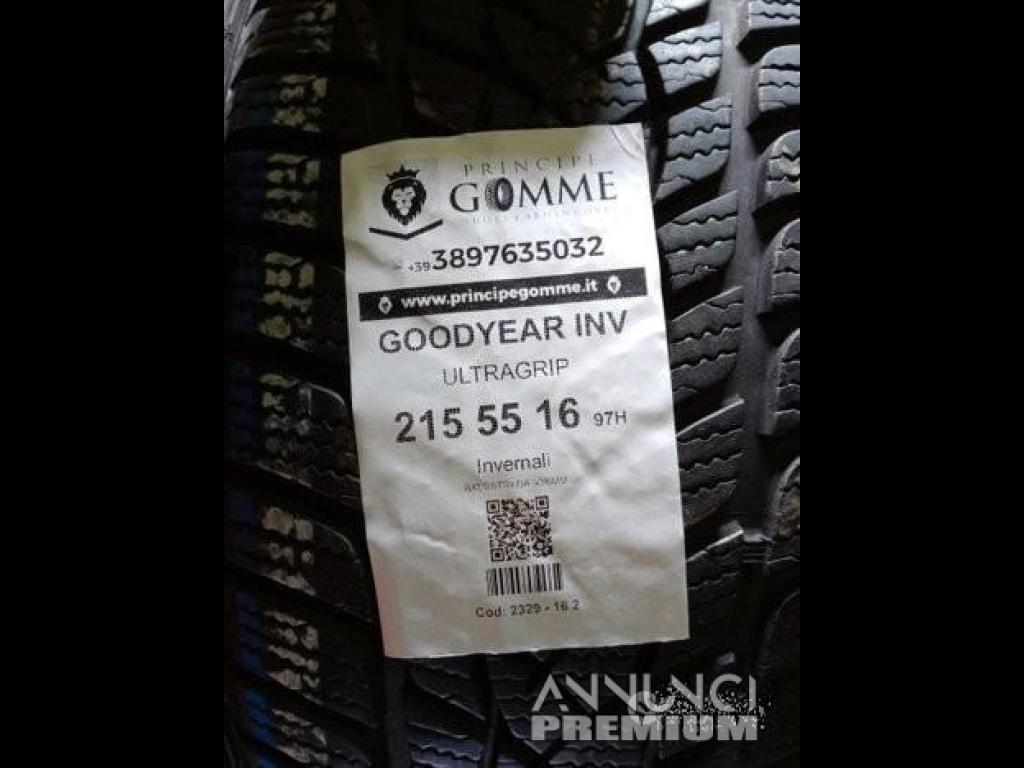 PRINCIPE
GOMME
+39 3897635032
www.principegomme.it
GOODYEAR INV
ULTRAGRIP
215 55 16 97H
Invernali
Cod: 2329 - 16 2
ANNUNCI
PREMIUM